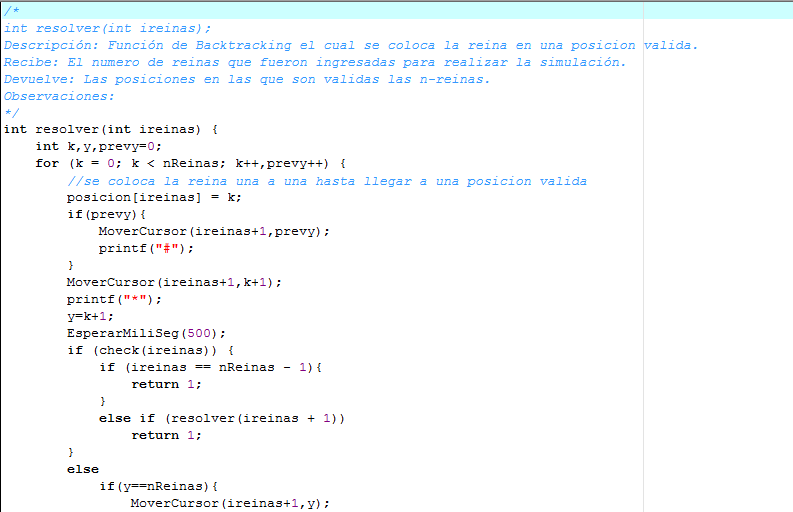 /*
int resolver(int ireinas);
Descripción: Función de Backtracking el cual se coloca la reina en una posicion valida.
Recibe: El numero de reinas que fueron ingresadas para realizar la simulación.
Devuelve: Las posiciones en las que son validas las n-reinas.
Observaciones:
*/
int resolver(int ireinas) {
    int k,y,prevy=0;
    for (k = 0; k < nReinas; k++,prevy++) {
        //se coloca la reina una a una hasta llegar a una posicion valida
        posicion[ireinas] = k;
        if(prevy){
            MoverCursor(ireinas+1,prevy);
            printf("#");
        }
        MoverCursor(ireinas+1,k+1);
        printf("*");
        y=k+1;
        EsperarMiliSeg(500);
        if (check(ireinas)) {
            if (ireinas == nReinas - 1){
                return 1;
            }
            else if (resolver(ireinas + 1))
                return 1;
        }
        else
            if(y==nReinas){
                MoverCursor(ireinas+1,y);